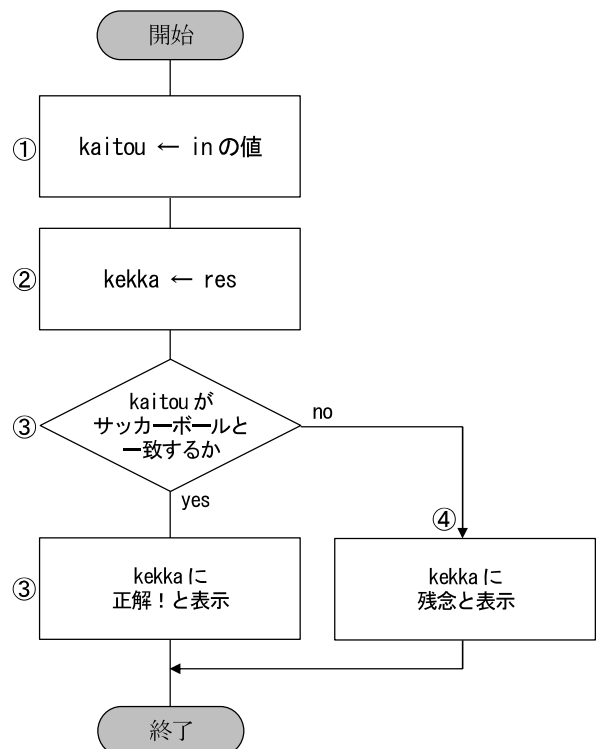 開始
① kaitou ← inの値
② kekka ← res
③ kaitouが
サッカーボールと
一致するか
no
yes
④
③ kekkaに
正解！と表示
kekkaに
残念と表示
終了